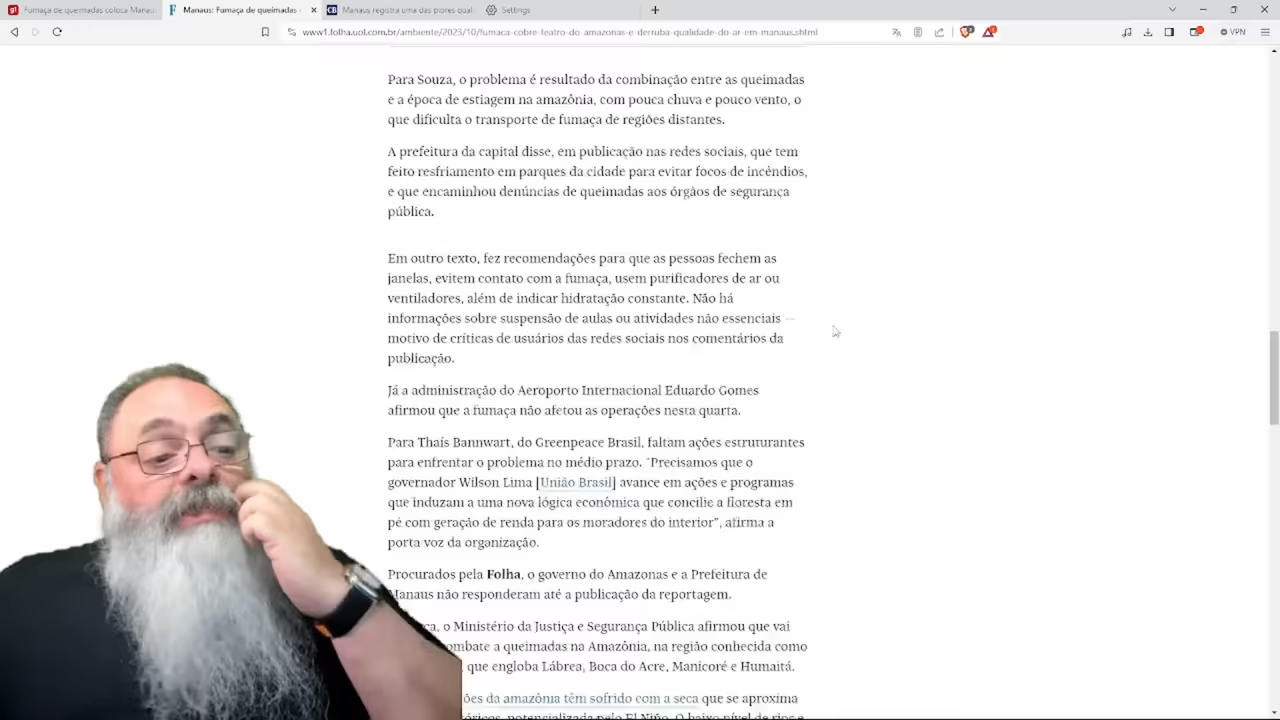 g1 Fumaça de queimadas coloca Manau
F Manaus: Fumaça de queimadas
CB Manaus registra uma das piores qual
Settings
www1.folha.uol.com.br/ambiente/2023/10/fumaca-cobre-teatro-do-amazonas-e-derruba-qualidade-do-ar-em-manaus.shtml
VPN
Para Souza, o problema é resultado da combinação entre as queimadas
e a época de estiagem na amazônia, com pouca chuva e pouco vento, o
que dificulta o transporte de fumaça de regiões distantes.
A prefeitura da capital disse, em publicação nas redes sociais, que tem
feito resfriamento em parques da cidade para evitar focos de incêndios,
e que encaminhou denúncias de queimadas aos órgãos de segurança
pública.
Em outro texto, fez recomendações para que as pessoas fechem as
janelas, evitem contato com a fumaça, usem purificadores de ar ou
ventiladores, além de indicar hidratação constante. Não há
informações sobre suspensão de aulas ou atividades não essenciais —
motivo de críticas de usuários das redes sociais nos comentários da
publicação.
Já a administração do Aeroporto Internacional Eduardo Gomes
afirmou que a fumaça não afetou as operações nesta quarta.
Para Thaís Bannwart, do Greenpeace Brasil, faltam ações estruturantes
para enfrentar o problema no médio prazo. "Precisamos que o
governador Wilson Lima [União Brasil] avance em ações e programas
que induzam a uma nova lógica econômica que concilie a floresta em
pé com geração de renda para os moradores do interior", afirma a
porta-voz da organização.
Procurados pela Folha, o governo do Amazonas e a Prefeitura de
Manaus não responderam até a publicação da reportagem.
o Ministério da Justiça e Segurança Pública afirmou que vai
ombate a queimadas na Amazônia, na região conhecida como
que engloba Lábrea, Boca do Acre, Manicoré e Humaitá.
ões da amazônia têm sofrido com a seca que se aproxima
óricos, potencializada pelo El Niño. O baixo nível de rios e